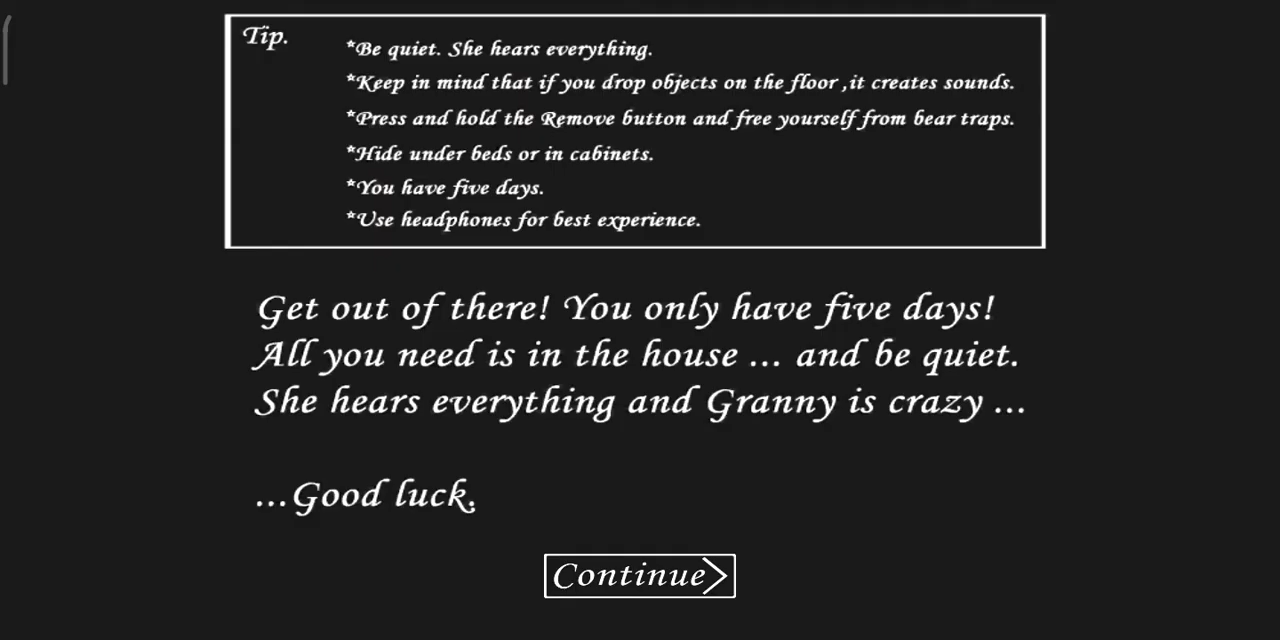 Tip.
*Be quiet. She hears everything.
*Keep in mind that if you drop objects on the floor ,it creates sounds.
*Press and hold the Remove button and free yourself from bear traps.
*Hide under beds or in cabinets.
*You have five days.
*Use headphones for best experience.
Get out of there! You only have five days!
All you need is in the house ... and be quiet.
She hears everything and Granny is crazy ...
...Good luck.
Continue>